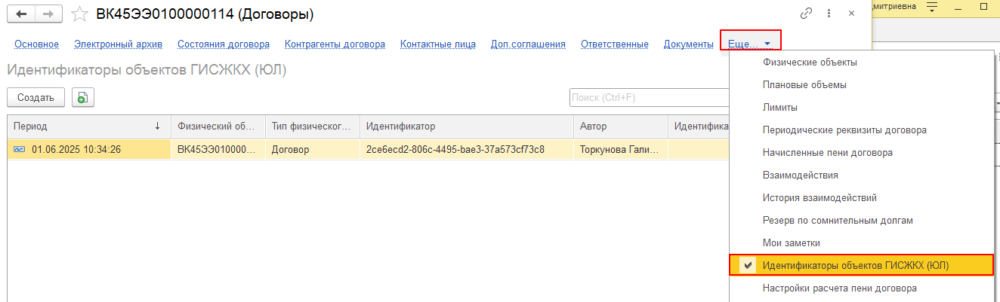 ВК45ЭЭ0100000114 (Договоры)
митриевна
Основное Электронный архив Состояния договора Контрагенты договора Контактные лица Доп.соглашения Ответственные Документы Еще...
Идентификаторы объектов ГИСЖКХ (ЮЛ)
Создать Поиск (Ctrl+F)
Период Физический об... Тип физическог... Идентификатор Автор Идентифика
01.06.2025 10:34:26 ВК45ЭЭ010000... Договор 2ce6ecd2-806c-4495-bae3-37a573cf73c8 Торкунова Гали...
Физические объекты
Плановые объемы
Лимиты
Периодические реквизиты договора
Начисленные пени договора
Взаимодействия
История взаимодействий
Резерв по сомнительным долгам
Мои заметки
Идентификаторы объектов ГИСЖКХ (ЮЛ)
Настройки расчета пени договора